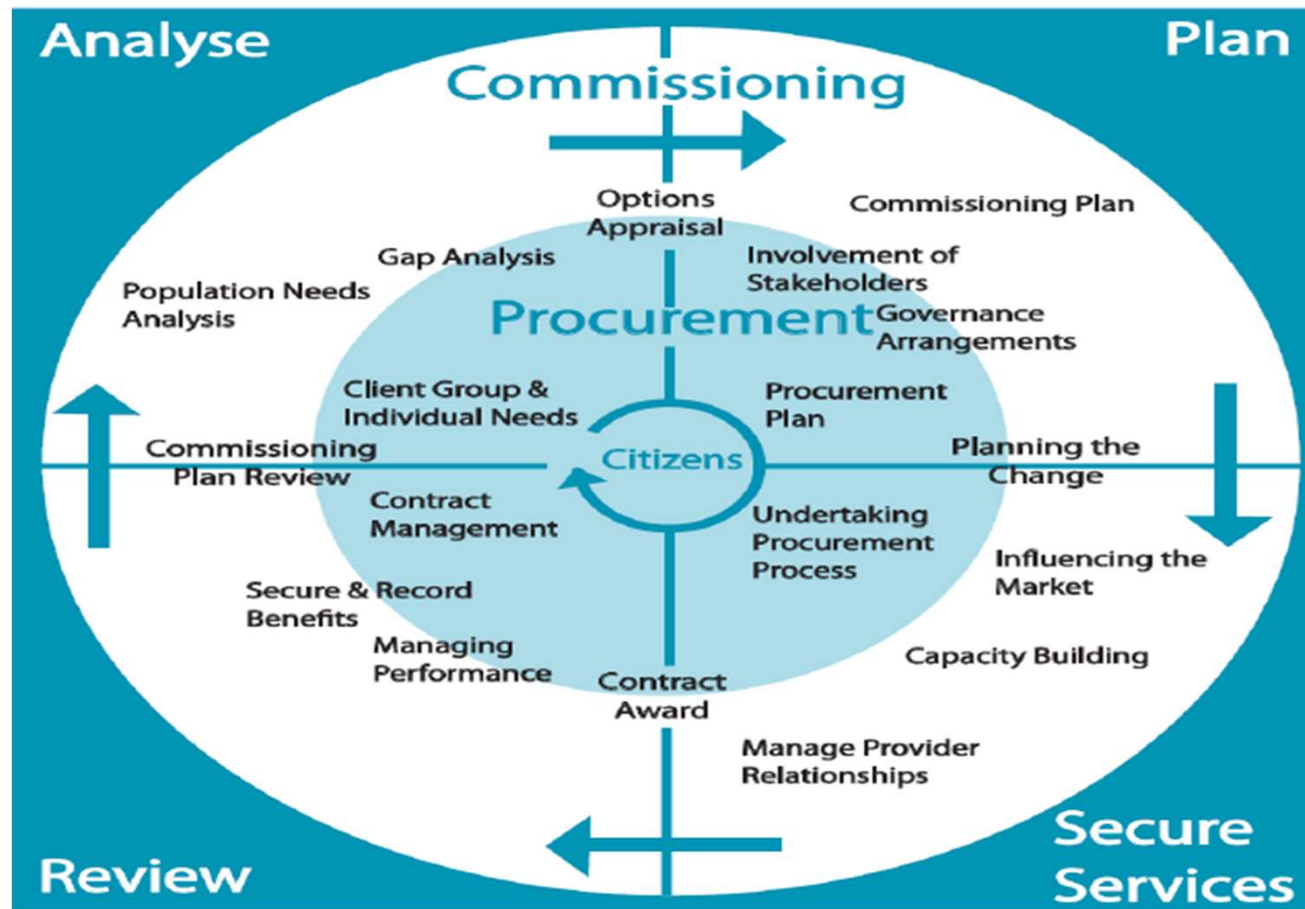 Analyse
Plan
Commissioning
Options
Appraisal
Commissioning Plan
Gap Analysis
Involvement of
Stakeholders
Population Needs
Analysis
Procurement
Governance
Arrangements
Client Group &
Individual Needs
Procurement
Plan
Commissioning
Plan Review
Citizens
Planning the
Change
Contract
Management
Undertaking
Procurement
Process
Influencing the
Market
Secure & Record
Benefits
Managing
Performance
Capacity Building
Contract
Award
Manage Provider
Relationships
Review
Secure
Services